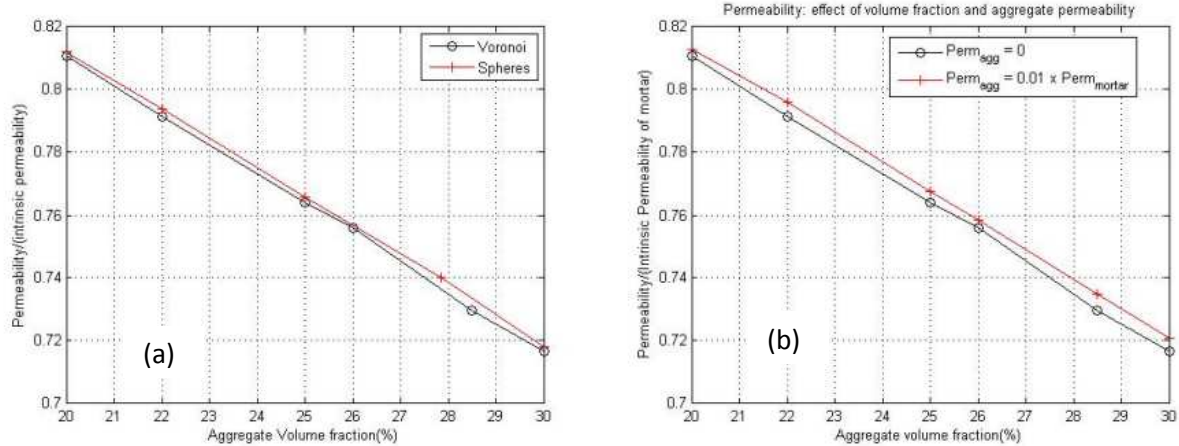 0.82
0.8
0.78
0.76
0.74
0.72
0.7
Permeability/(intrinsic permeability)
Voronoi
Spheres
(a)
20 21 22 23 24 25 26 27 28 29 30
Aggregate Volume fraction(%)
Permeability: effect of volume fraction and aggregate permeability
0.82
0.8
0.78
0.76
0.74
0.72
0.7
Permeability/(Intrinsic Permeability of mortar)
Perm_agg = 0
Perm_agg = 0.01 x Perm_mortar
(b)
20 21 22 23 24 25 26 27 28 29 30
Aggregate volume fraction(%)